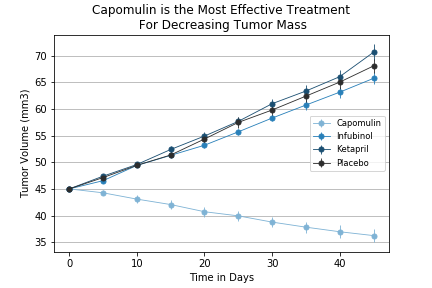 Capomulin is the Most Effective Treatment
For Decreasing Tumor Mass
Tumor Volume (mm3)
70
65
60
55
50
45
40
35
Capomulin
Infubinol
Ketapril
Placebo
0
10
20
30
40
Time in Days